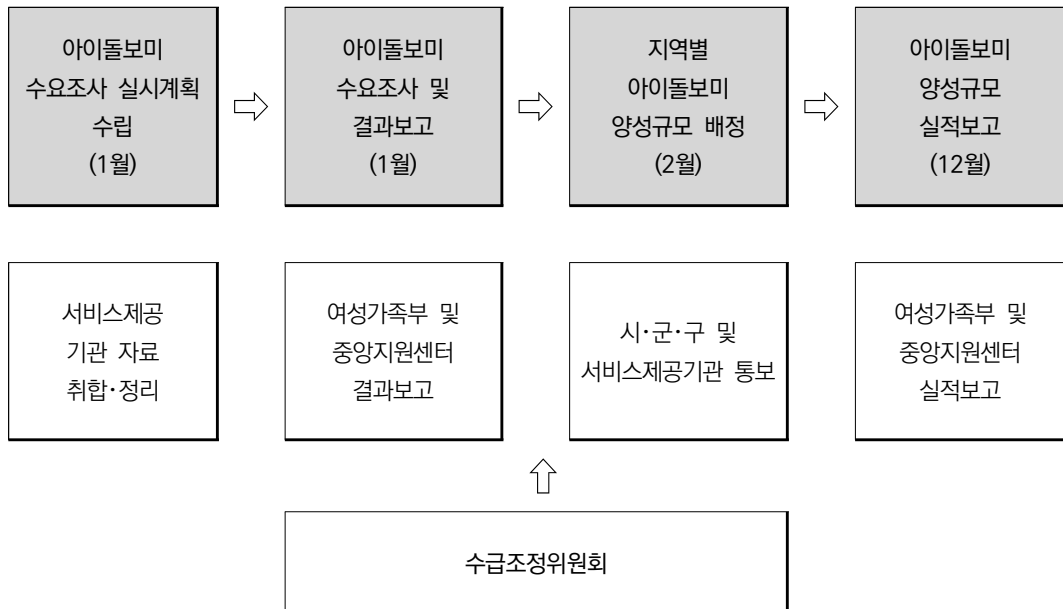 아이돌보미
수요조사 실시계획
수립
(1월)
아이돌보미
수요조사 및
결과보고
(1월)
지역별
아이돌보미
양성규모 배정
(2월)
아이돌보미
양성규모
실적보고
(12월)
서비스제공
기관 자료
취합·정리
여성가족부 및
중앙지원센터
결과보고
시·군·구 및
서비스제공기관 통보
여성가족부 및
중앙지원센터
실적보고
수급조정위원회